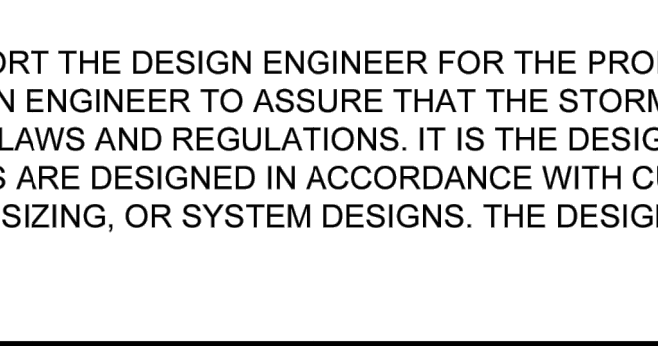 ORT THE DESIGN ENGINEER FOR THE PRO
N ENGINEER TO ASSURE THAT THE STORM
LAWS AND REGULATIONS. IT IS THE DESIG
S ARE DESIGNED IN ACCORDANCE WITH CU
SIZING, OR SYSTEM DESIGNS. THE DESIG